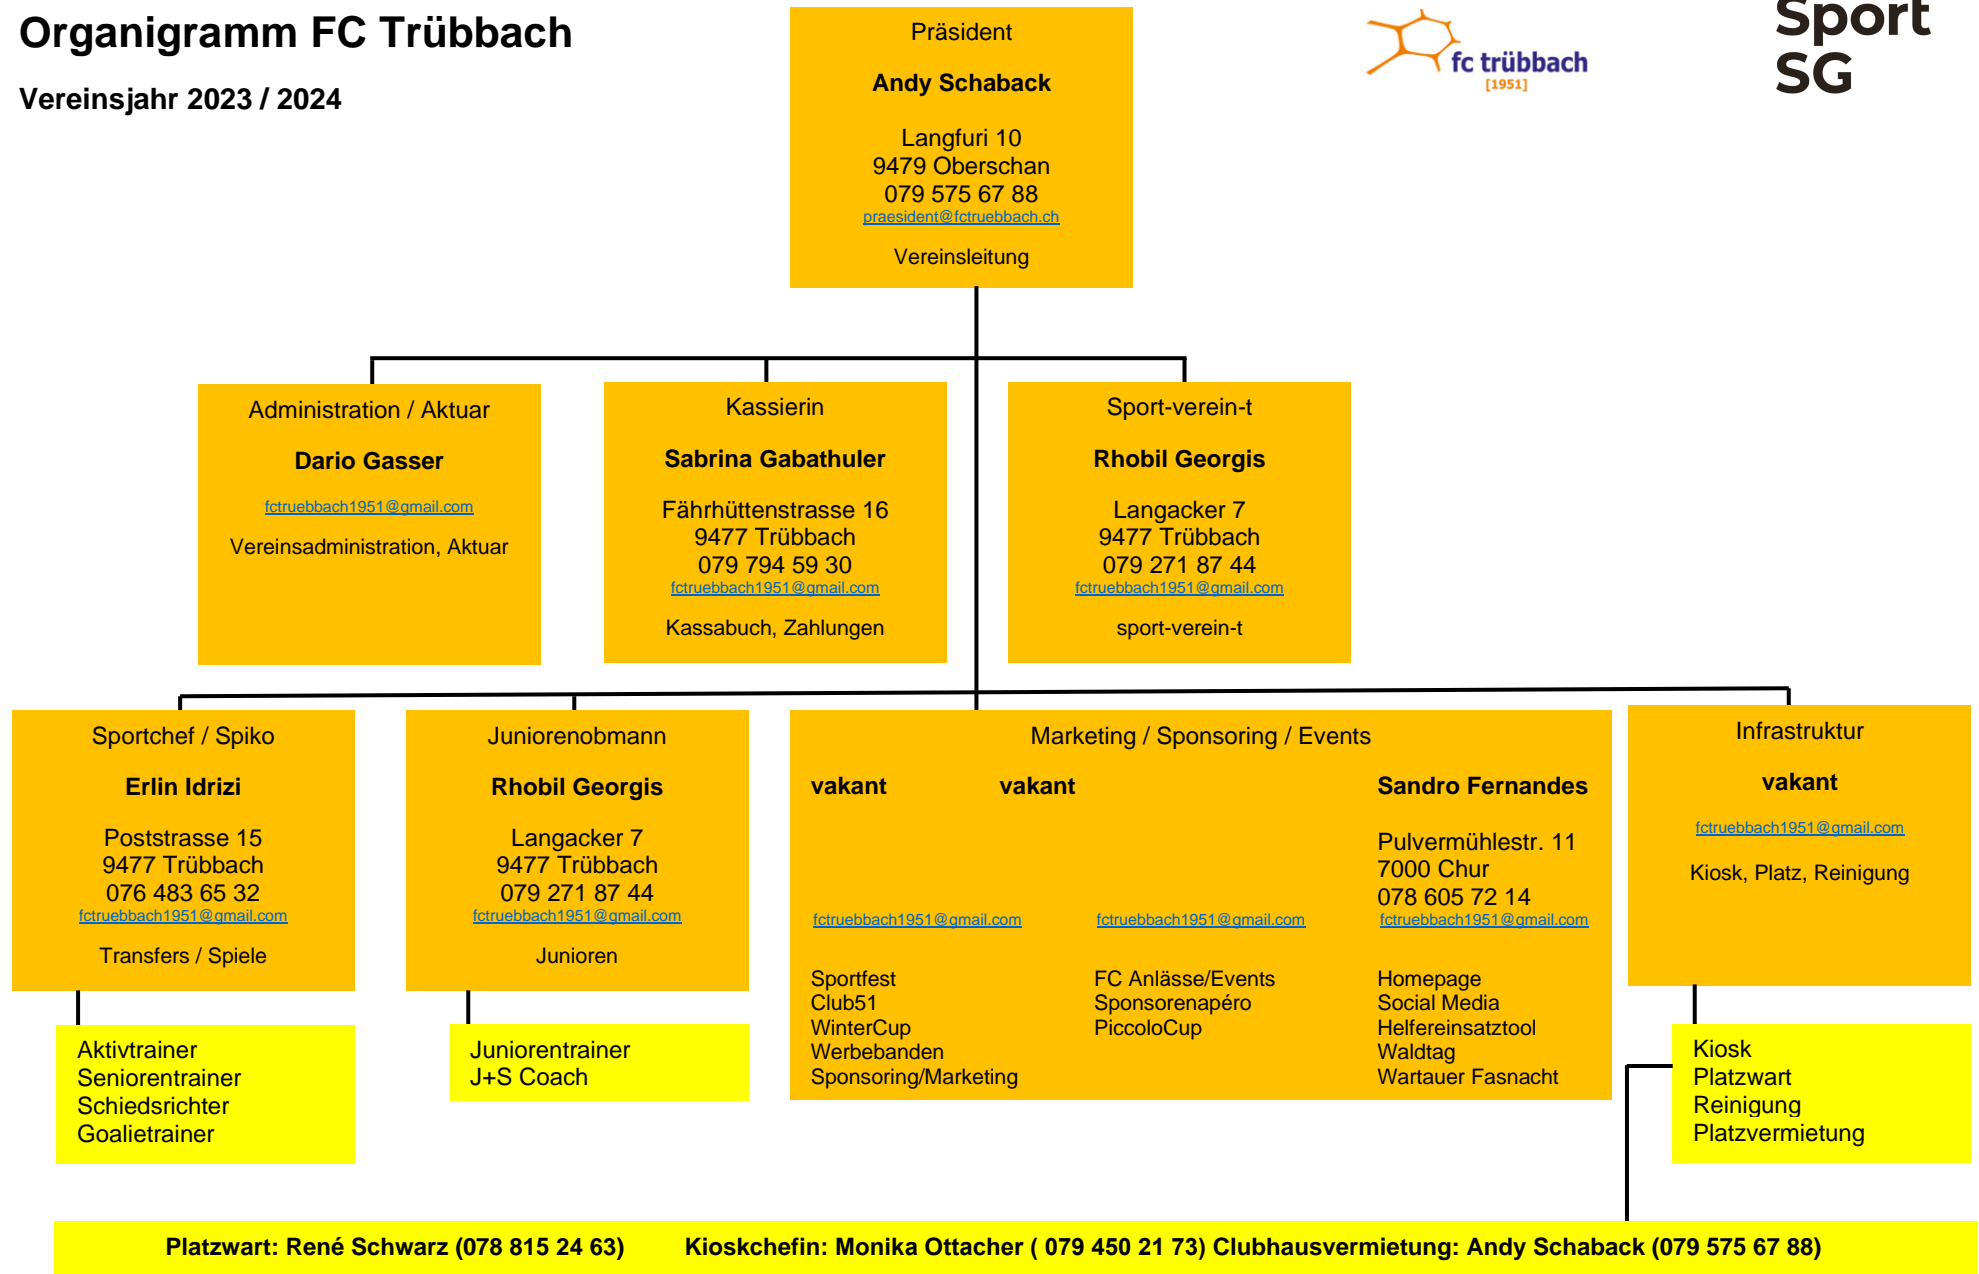 Organigramm FC Trübbach
Vereinsjahr 2023 / 2024
Präsident
Andy Schaback
Langfuri 10
9479 Oberschan
079 575 67 88
praesident@fctruebbach.ch
Vereinsleitung
fc trübbach
[1951]
Sport
SG
Administration / Aktuar
Dario Gasser
fctruebbach1951@gmail.com
Vereinsadministration, Aktuar
Kassierin
Sabrina Gabathuler
Fährhüttenstrasse 16
9477 Trübbach
079 794 59 30
fctruebbach1951@gmail.com
Kassabuch, Zahlungen
Sport-verein-t
Rhobil Georgis
Langacker 7
9477 Trübbach
079 271 87 44
fctruebbach1951@gmail.com
sport-verein-t
Sportchef / Spiko
Erlin Idrizi
Poststrasse 15
9477 Trübbach
076 483 65 32
fctruebbach1951@gmail.com
Transfers / Spiele
Aktivtrainer
Seniorentrainer
Schiedsrichter
Goalietrainer
Juniorenobmann
Rhobil Georgis
Langacker 7
9477 Trübbach
079 271 87 44
fctruebbach1951@gmail.com
Junioren
Juniorentrainer
J+S Coach
Marketing / Sponsoring / Events
vakant vakant Sandro Fernandes
Pulvermühlestr. 11
7000 Chur
078 605 72 14
fctruebbach1951@gmail.com fctruebbach1951@gmail.com fctruebbach1951@gmail.com
Sportfest FC Anlässe/Events Homepage
Club51 Sponsorenapéro Social Media
WinterCup PiccoloCup Helfereinsatztool
Werbebanden Waldtag
Sponsoring/Marketing Wartauer Fasnacht
Infrastruktur
vakant
fctruebbach1951@gmail.com
Kiosk, Platz, Reinigung
Kiosk
Platzwart
Reinigung
Platzvermietung
Platzwart: René Schwarz (078 815 24 63) Kioskchefin: Monika Ottacher ( 079 450 21 73) Clubhausvermietung: Andy Schaback (079 575 67 88)